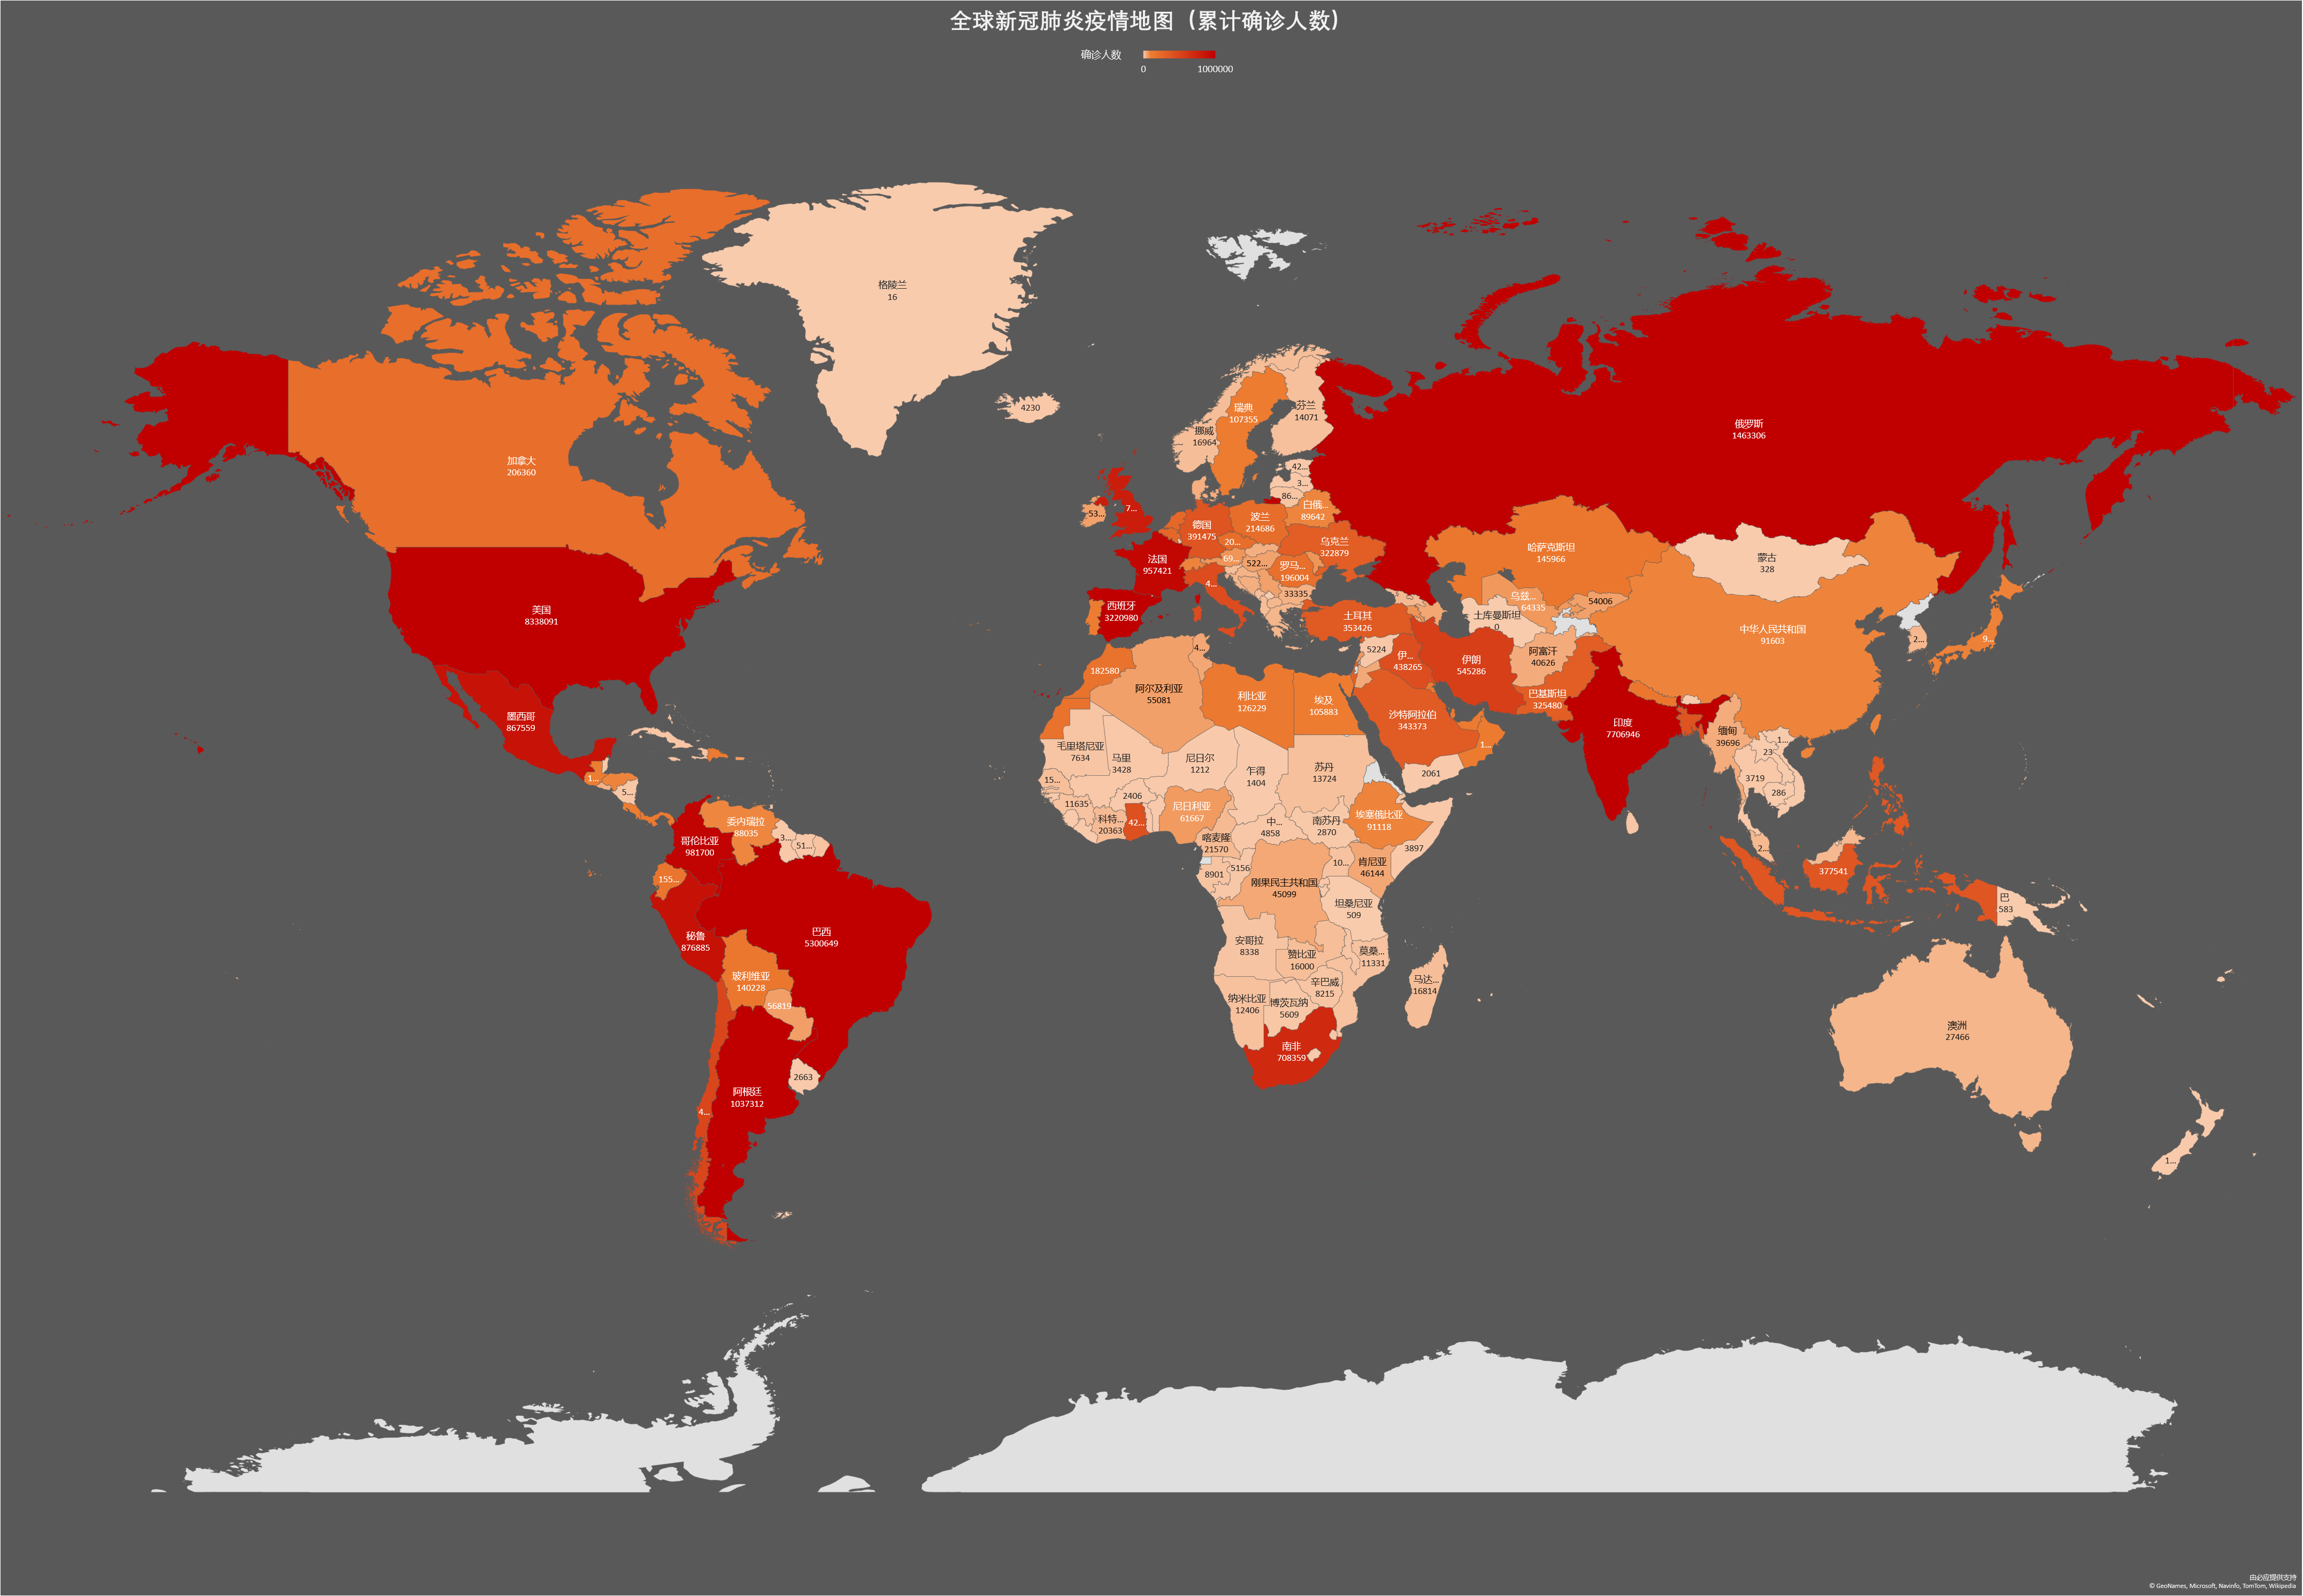 全球新冠肺炎疫情地图（累计确诊人数）
确诊人数
0
1000000
格陵兰
16
4230
瑞典
107355
芬兰
14071
挪威
16964
俄罗斯
1463306
加拿大
206360
42...
3...
86...
白俄...
89642
53...
7...
德国
391475
波兰
214686
20...
乌克兰
322879
69...
522...
罗马...
196004
法国
957421
4...
33335
哈萨克斯坦
145966
蒙古
328
乌兹...
64335
54006
土库曼斯坦
0
美国
8338091
西班牙
3220980
土耳其
353426
中华人民共和国
91603
2...
9...
182580
4...
5224
伊...
438265
伊朗
545286
阿富汗
40626
阿尔及利亚
55081
利比亚
126229
埃及
105883
沙特阿拉伯
343373
巴基斯坦
325480
印度
7706946
墨西哥
867559
1...
缅甸
39696
1...
23
毛里塔尼亚
7634
马里
3428
尼日尔
1212
乍得
1404
苏丹
13724
2061
3719
286
15...
11635
2406
科特...
20363
42...
尼日利亚
61667
喀麦隆
21570
中...
4858
南苏丹
2870
埃塞俄比亚
91118
3897
1...
5...
委内瑞拉
88035
3...
51...
哥伦比亚
981700
155...
8901
5156
刚果民主共和国
45099
10...
肯尼亚
46144
坦桑尼亚
509
2...
377541
巴
583
秘鲁
876885
巴西
5300649
玻利维亚
140228
56819
安哥拉
8338
赞比亚
16000
莫桑...
11331
马达...
16814
纳米比亚
12406
博茨瓦纳
5609
辛巴威
8215
南非
708359
澳洲
27466
2663
阿根廷
1037312
4...
1...
由必应提供支持
© GeoNames, Microsoft, Navinfo, TomTom, Wikipedia